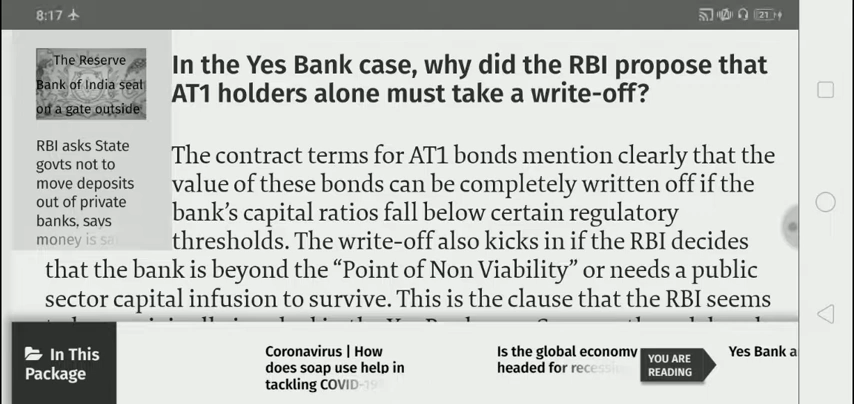 8:17
21
The Reserve
Bank of India seal
on a gate outside
RBI asks State
govts not to
move deposits
out of private
banks, says
money is
In the Yes Bank case, why did the RBI propose that
AT1 holders alone must take a write-off?
The contract terms for AT1 bonds mention clearly that the
value of these bonds can be completely written off if the
bank’s capital ratios fall below certain regulatory
thresholds. The write-off also kicks in if the RBI decides
that the bank is beyond the “Point of Non Viability” or needs a public
sector capital infusion to survive. This is the clause that the RBI seems
In This
Package
Coronavirus | How
does soap use help in
tackling COVID-19
Is the global economy
headed for recession
YOU ARE
READING
Yes Bank a